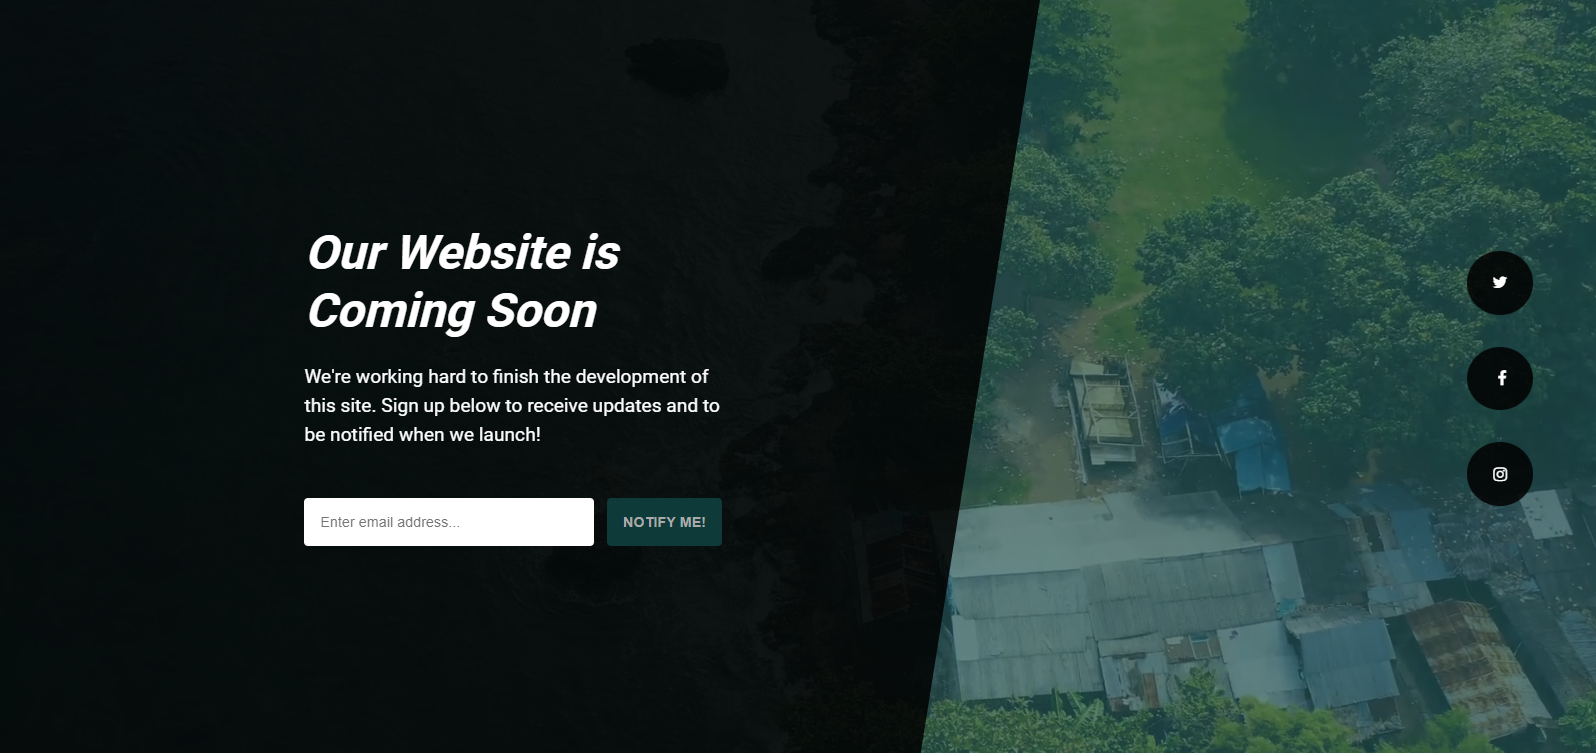 Our Website is
Coming Soon
We're working hard to finish the development of
this site. Sign up below to receive updates and to
be notified when we launch!
Enter email address...
NOTIFY ME!